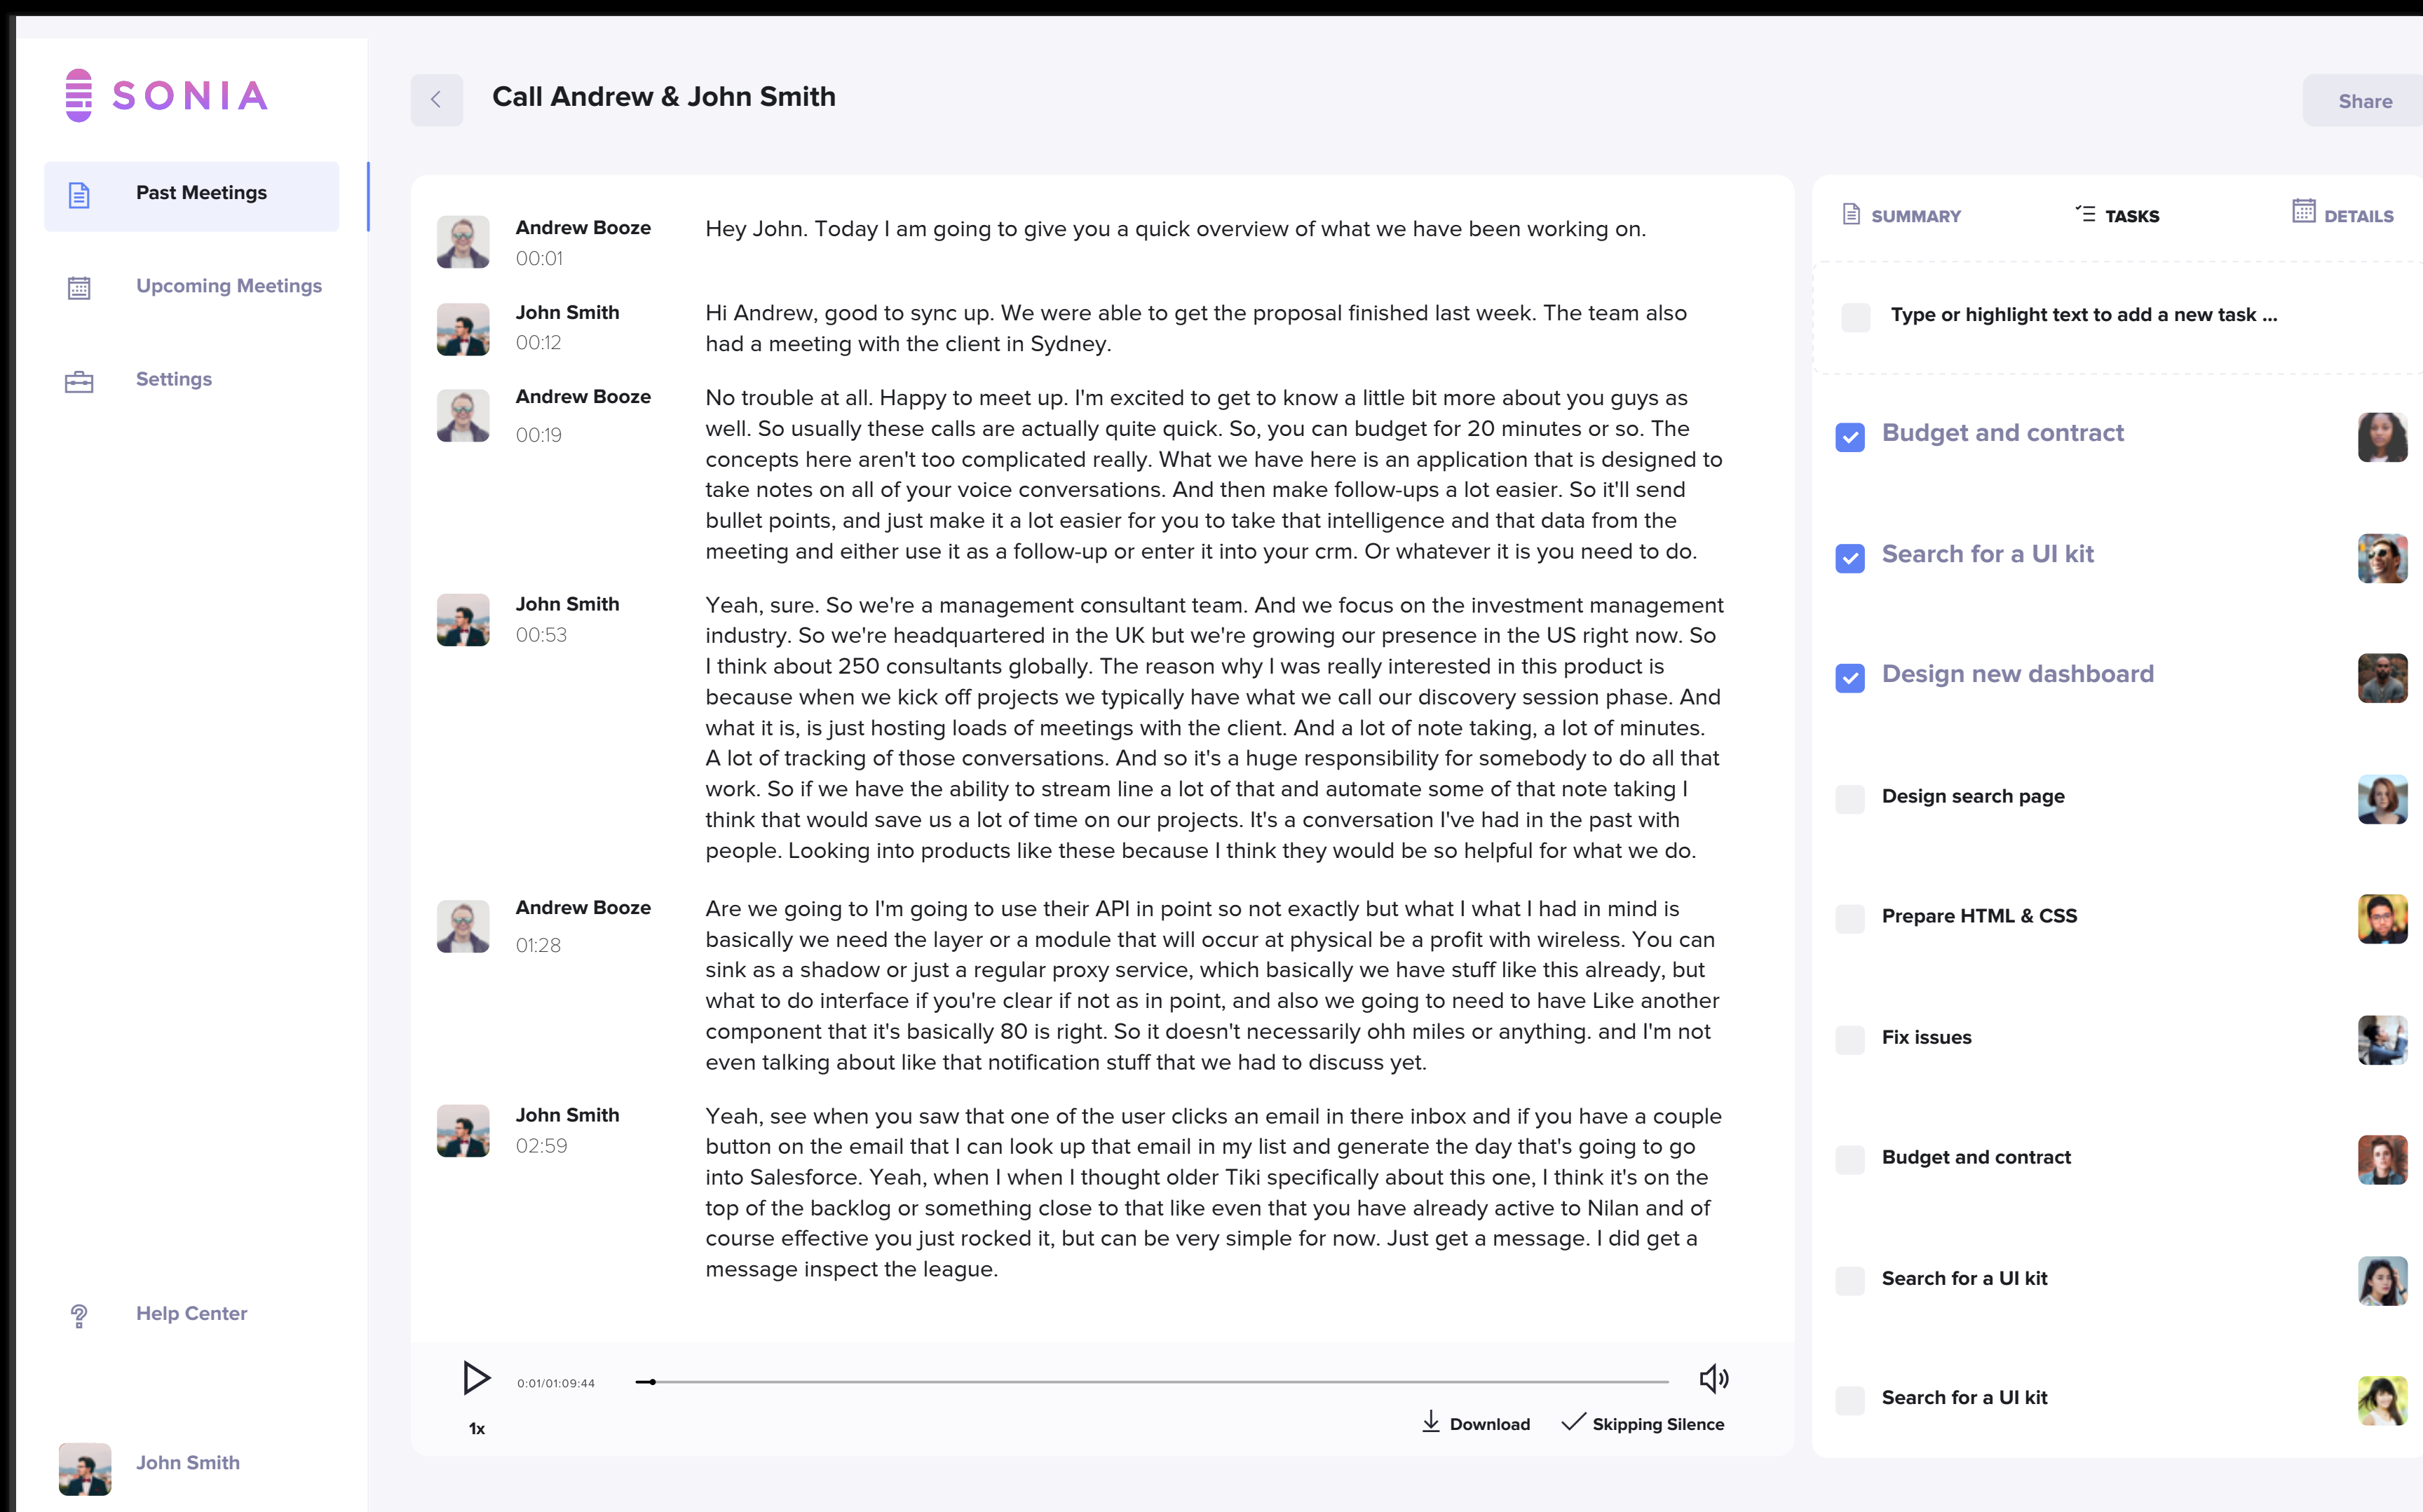 SONIA
Past Meetings
Upcoming Meetings
Settings
Help Center
John Smith
Call Andrew & John Smith
Share
Andrew Booze
00:01
Hey John. Today I am going to give you a quick overview of what we have been working on.
John Smith
00:12
Hi Andrew, good to sync up. We were able to get the proposal finished last week. The team also
had a meeting with the client in Sydney.
Andrew Booze
00:19
No trouble at all. Happy to meet up. I'm excited to get to know a little bit more about you guys as
well. So usually these calls are actually quite quick. So, you can budget for 20 minutes or so. The
concepts here aren't too complicated really. What we have here is an application that is designed to
take notes on all of your voice conversations. And then make follow-ups a lot easier. So it'll send
bullet points, and just make it a lot easier for you to take that intelligence and that data from the
meeting and either use it as a follow-up or enter it into your crm. Or whatever it is you need to do.
John Smith
00:53
Yeah, sure. So we're a management consultant team. And we focus on the investment management
industry. So we're headquartered in the UK but we're growing our presence in the US right now. So
I think about 250 consultants globally. The reason why I was really interested in this product is
because when we kick off projects we typically have what we call our discovery session phase. And
what it is, is just hosting loads of meetings with the client. And a lot of note taking, a lot of minutes.
A lot of tracking of those conversations. And so it's a huge responsibility for somebody to do all that
work. So if we have the ability to stream line a lot of that and automate some of that note taking I
think that would save us a lot of time on our projects. It's a conversation I've had in the past with
people. Looking into products like these because I think they would be so helpful for what we do.
Andrew Booze
01:28
Are we going to I'm going to use their API in point so not exactly but what I what I had in mind is
basically we need the layer or a module that will occur at physical be a profit with wireless. You can
sink as a shadow or just a regular proxy service, which basically we have stuff like this already, but
what to do interface if you're clear if not as in point, and also we going to need to have Like another
component that it's basically 80 is right. So it doesn't necessarily ohh miles or anything. and I'm not
even talking about like that notification stuff that we had to discuss yet.
John Smith
02:59
Yeah, see when you saw that one of the user clicks an email in there inbox and if you have a couple
button on the email that I can look up that email in my list and generate the day that's going to go
into Salesforce. Yeah, when I when I thought older Tiki specifically about this one, I think it's on the
top of the backlog or something close to that like even that you have already active to Nilan and of
course effective you just rocked it, but can be very simple for now. Just get a message. I did get a
message inspect the league.
0:01/01:09:44
1x
Download
Skipping Silence
SUMMARY
TASKS
DETAILS
Type or highlight text to add a new task ...
Budget and contract
Search for a UI kit
Design new dashboard
Design search page
Prepare HTML & CSS
Fix issues
Budget and contract
Search for a UI kit
Search for a UI kit